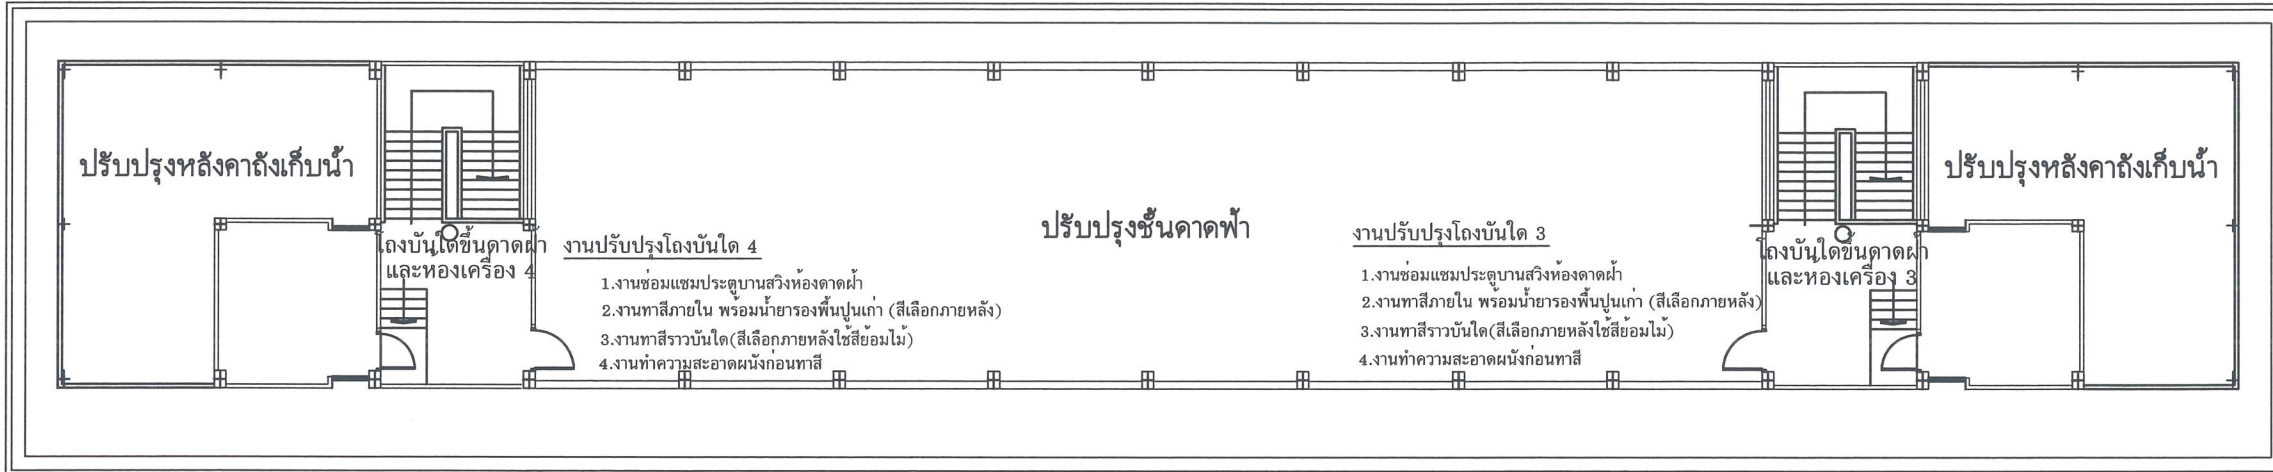 ปรับปรุงหลังคาถังเก็บน้ำ
โถงบันใดขึ้นดาดฝ้า
และห้องเครื่อง 4
งานปรับปรุงโถงบันใด 4
1.งานซ่อมแซมประตูบานสวิงห้องดาดฝ้า
2.งานทาสีภายใน พร้อมน้ำยารองพื้นปูนเก่า (สีเลือกภายหลัง)
3.งานทาสีราวบันใด(สีเลือกภายหลังใช้สีย้อมไม้)
4.งานทำความสะอาดผนังก่อนทาสี
ปรับปรุงชั้นดาดฟ้า
งานปรับปรุงโถงบันใด 3
1.งานซ่อมแซมประตูบานสวิงห้องดาดฝ้า
2.งานทาสีภายใน พร้อมน้ำยารองพื้นปูนเก่า (สีเลือกภายหลัง)
3.งานทาสีราวบันใด(สีเลือกภายหลังใช้สีย้อมไม้)
4.งานทำความสะอาดผนังก่อนทาสี
โถงบันใดขึ้นดาดฝ้า
และห้องเครื่อง 3
ปรับปรุงหลังคาถังเก็บน้ำ